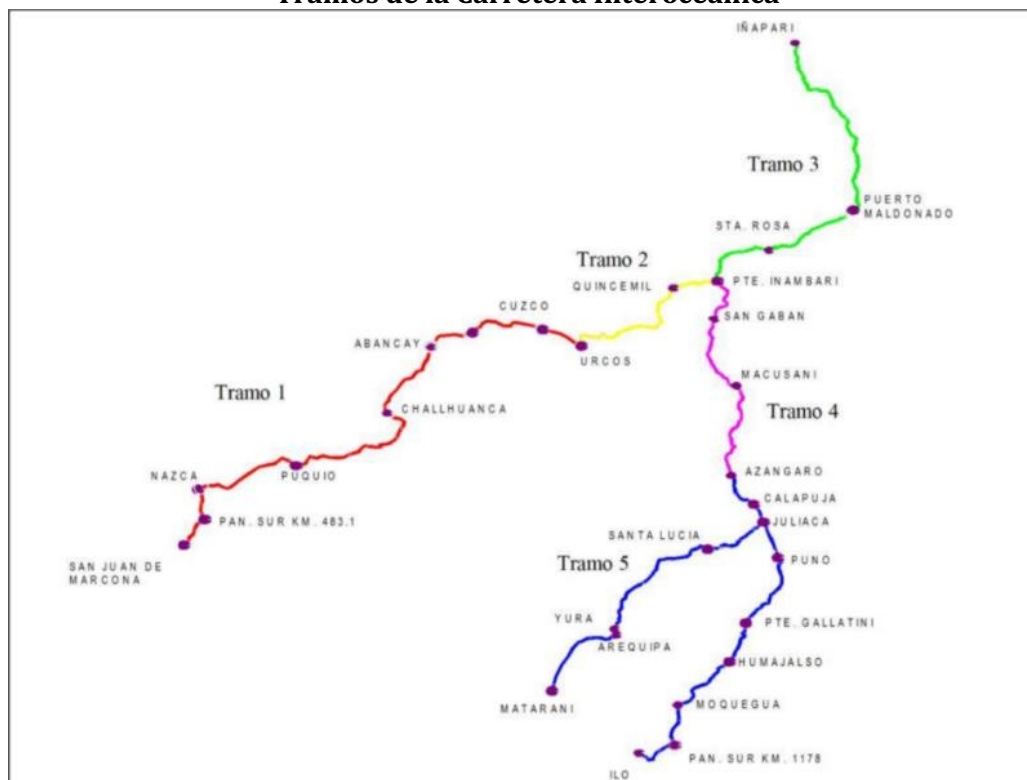 Tramos de la Carretera Interoceánica
IÑAPARI
Tramo 3
PUERTO
MALDONADO
STA. ROSA
Tramo 2
QUINCEMIL
PTE. INAMBARI
SAN GABAN
CUZCO
ABANCAY
URCOS
MACUSANI
Tramo 1
CHALLHUANCA
Tramo 4
NAZCA
PUQUIO
AZANGARO
CALAPUJA
PAN. SUR KM. 483.1
JULIACA
SANTA LUCIA
SAN JUAN DE
MARCONA
Tramo 5
PUNO
YURA
AREQUIPA
PTE. GALLATINI
HUMAJALSO
MATARANI
MOQUEGUA
PAN. SUR KM. 1178
ILO